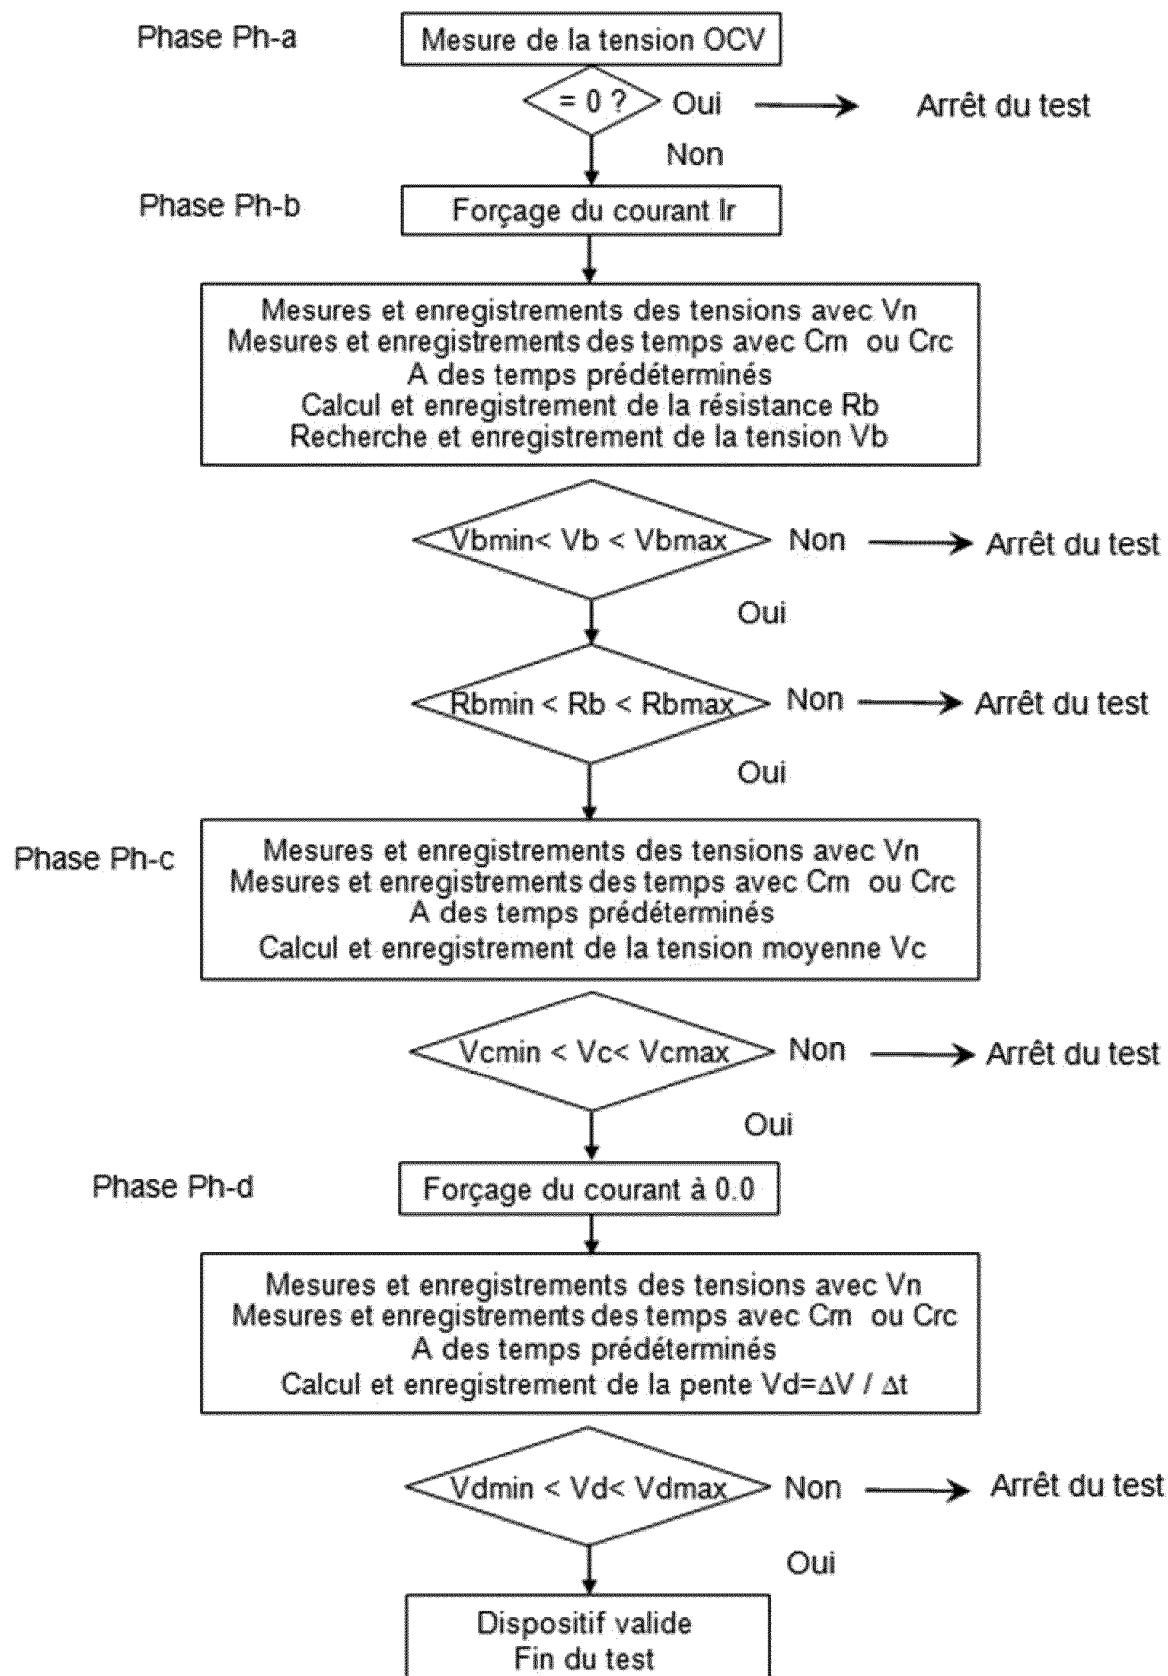 Phase Ph-a
Mesure de la tension OCV
= 0 ?
Oui
Arrêt du test
Non
Phase Ph-b
Forçage du courant Ir
Mesures et enregistrements des tensions avec Vn
Mesures et enregistrements des temps avec Crn ou Crc
A des temps prédéterminés
Calcul et enregistrement de la résistance Rb
Recherche et enregistrement de la tension Vb
Vbmin< Vb < Vbmax
Non
Arrêt du test
Oui
Rbmin < Rb < Rbmax
Non
Arrêt du test
Oui
Phase Ph-c
Mesures et enregistrements des tensions avec Vn
Mesures et enregistrements des temps avec Crn ou Crc
A des temps prédéterminés
Calcul et enregistrement de la tension moyenne Vc
Vcmin < Vc< Vcmax
Non
Arrêt du test
Oui
Phase Ph-d
Forçage du courant à 0.0
Mesures et enregistrements des tensions avec Vn
Mesures et enregistrements des temps avec Crn ou Crc
A des temps prédéterminés
Calcul et enregistrement de la pente Vd=ΔV / Δt
Vdmin < Vd< Vdmax
Non
Arrêt du test
Oui
Dispositif valide
Fin du test